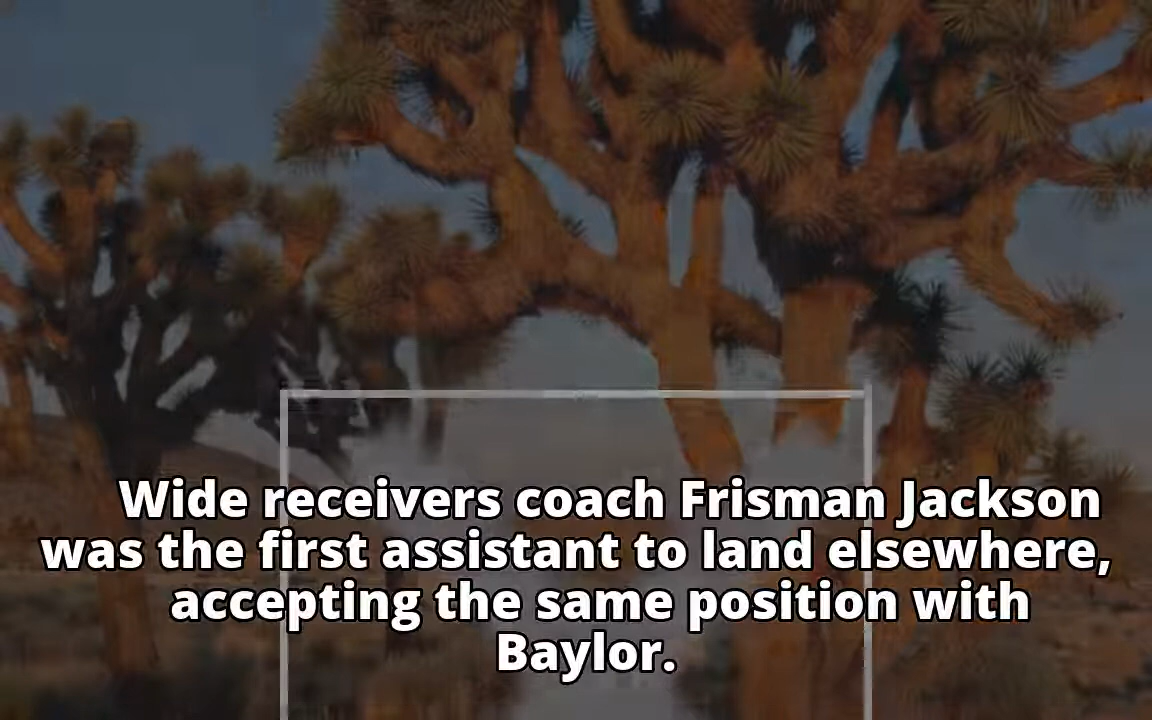 Wide receivers coach Frisman Jackson
was the first assistant to land elsewhere,
accepting the same position with
Baylor.